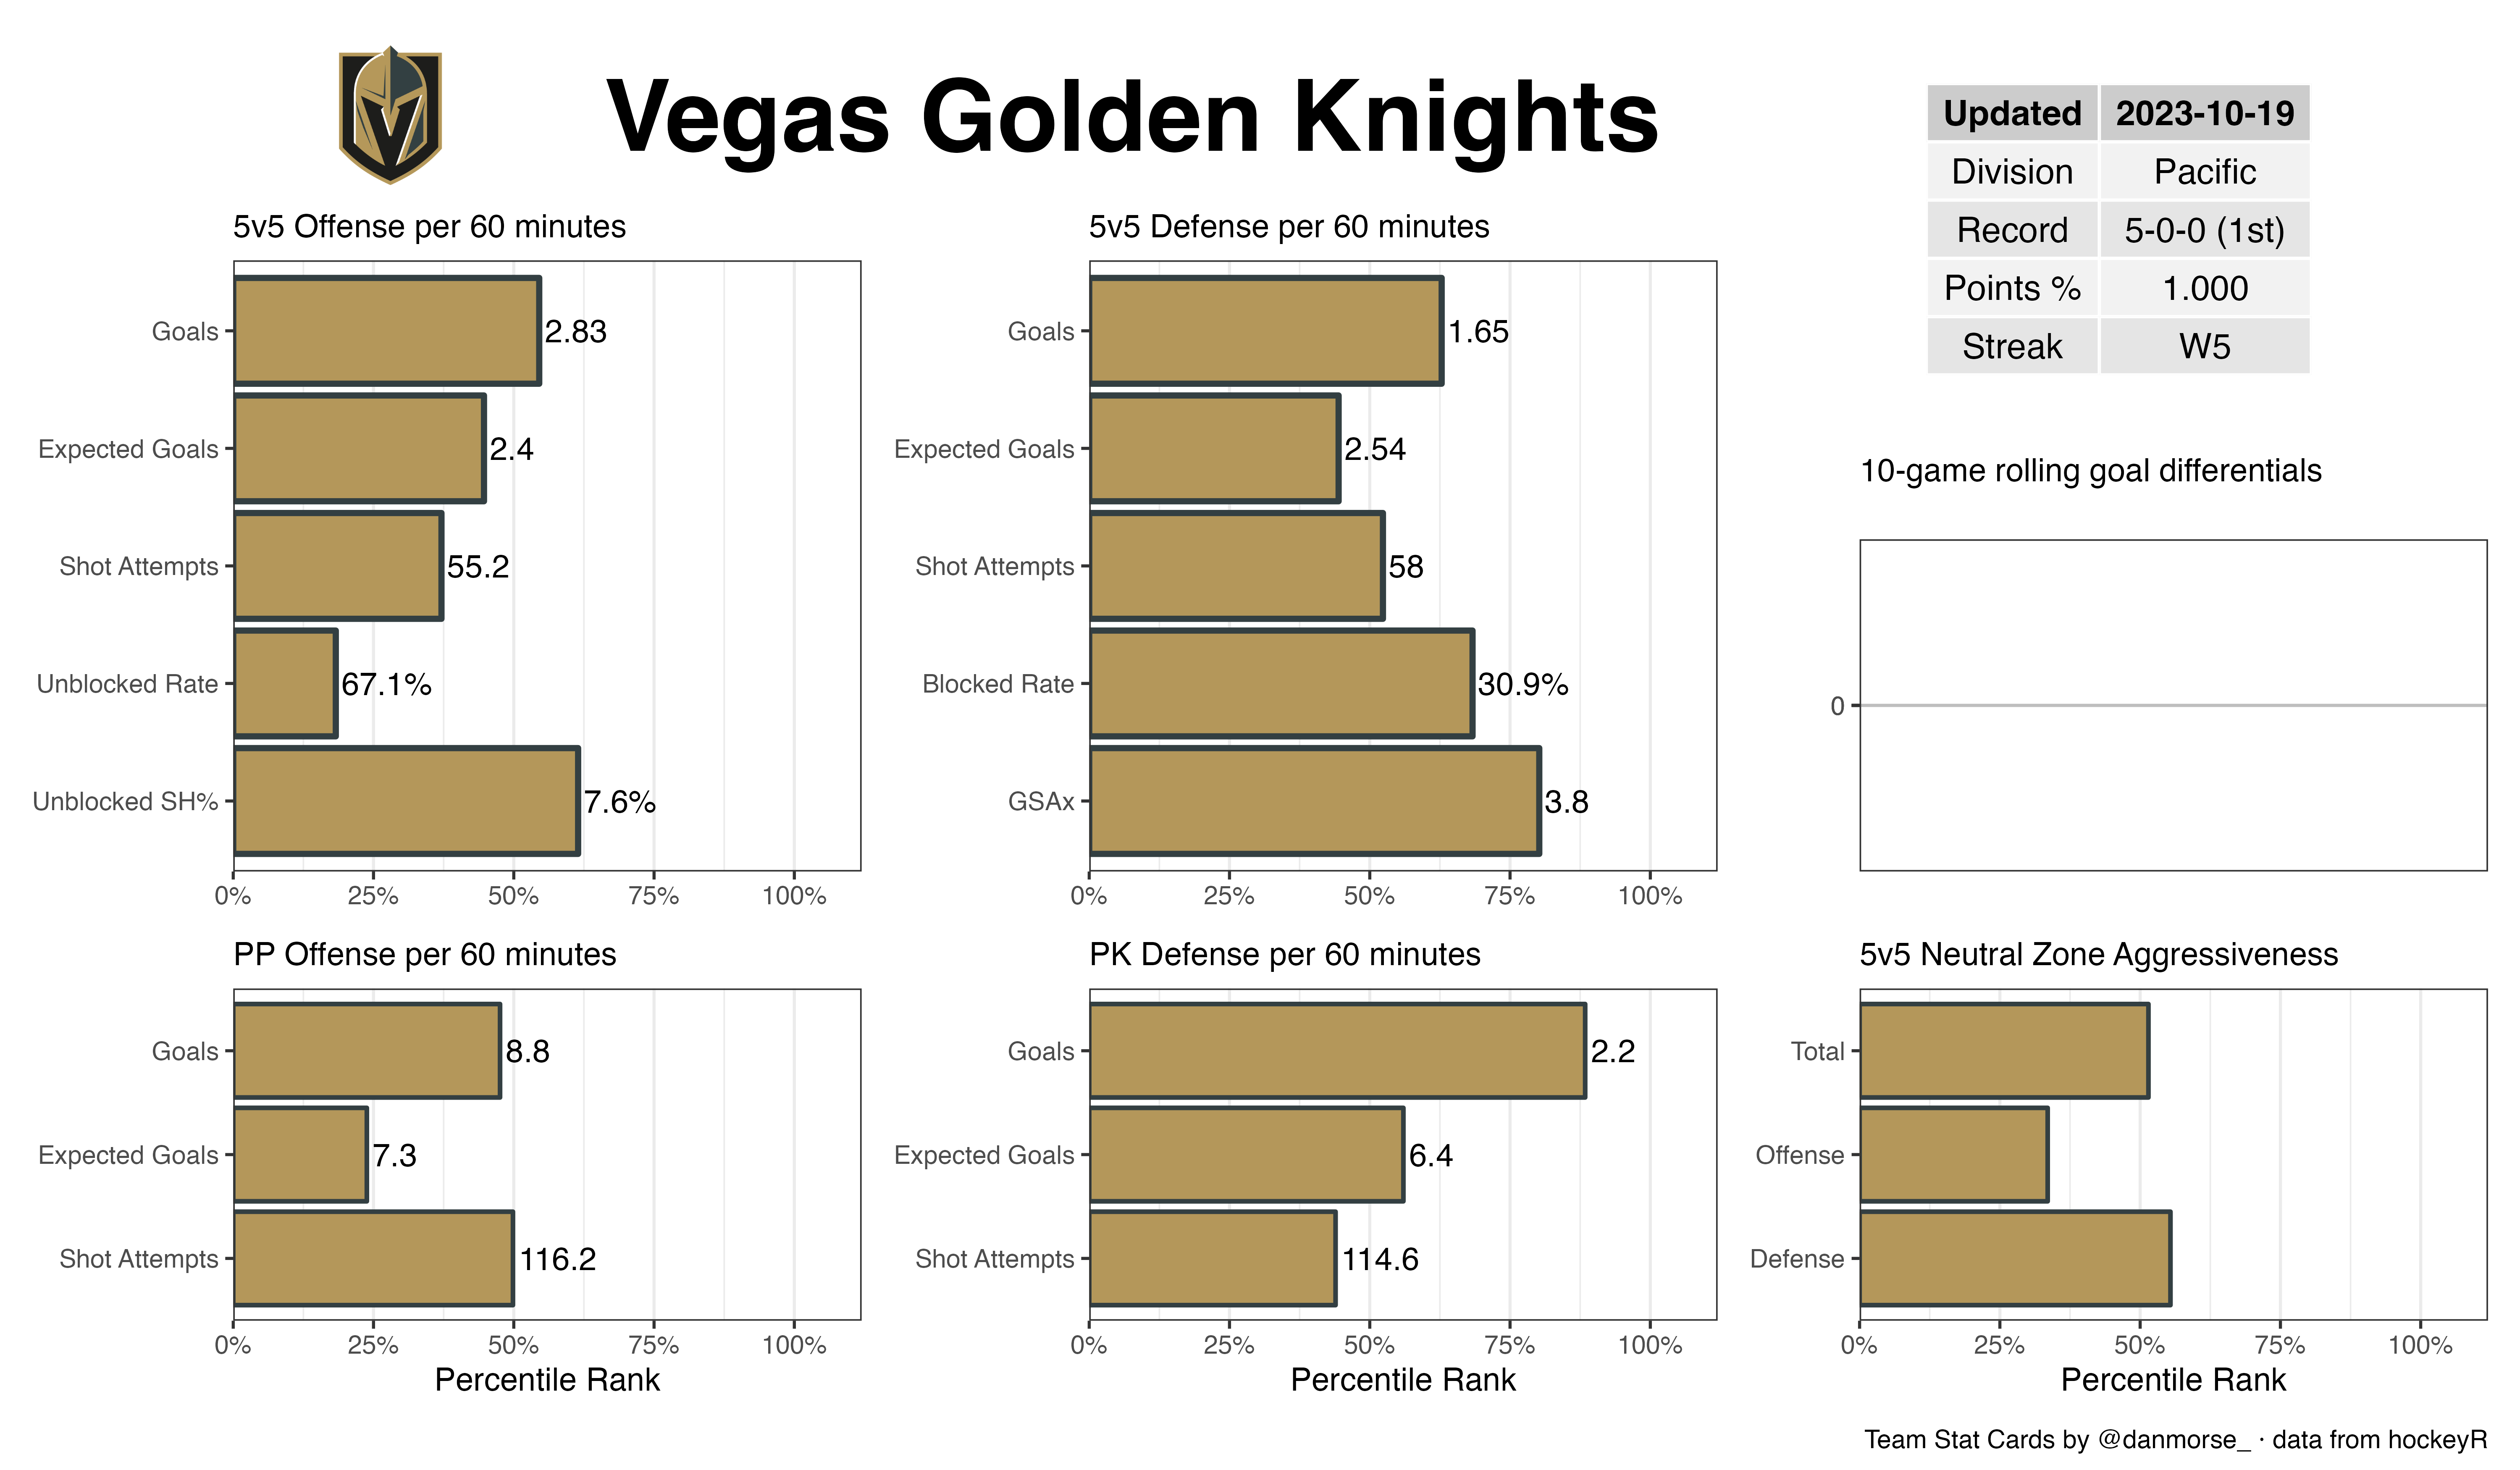 Vegas Golden Knights
Updated 2023-10-19
Division Pacific
Record 5-0-0 (1st)
Points % 1.000
Streak W5
5v5 Offense per 60 minutes
Goals 2.83
Expected Goals 2.4
Shot Attempts 55.2
Unblocked Rate 67.1%
Unblocked SH% 7.6%
0% 25% 50% 75% 100%
5v5 Defense per 60 minutes
Goals 1.65
Expected Goals 2.54
Shot Attempts 58
Blocked Rate 30.9%
GSAx 3.8
0% 25% 50% 75% 100%
10-game rolling goal differentials
0
PP Offense per 60 minutes
Goals 8.8
Expected Goals 7.3
Shot Attempts 116.2
0% 25% 50% 75% 100%
Percentile Rank
PK Defense per 60 minutes
Goals 2.2
Expected Goals 6.4
Shot Attempts 114.6
0% 25% 50% 75% 100%
Percentile Rank
5v5 Neutral Zone Aggressiveness
Total
Offense
Defense
0% 25% 50% 75% 100%
Percentile Rank
Team Stat Cards by @danmorse_ · data from hockeyR